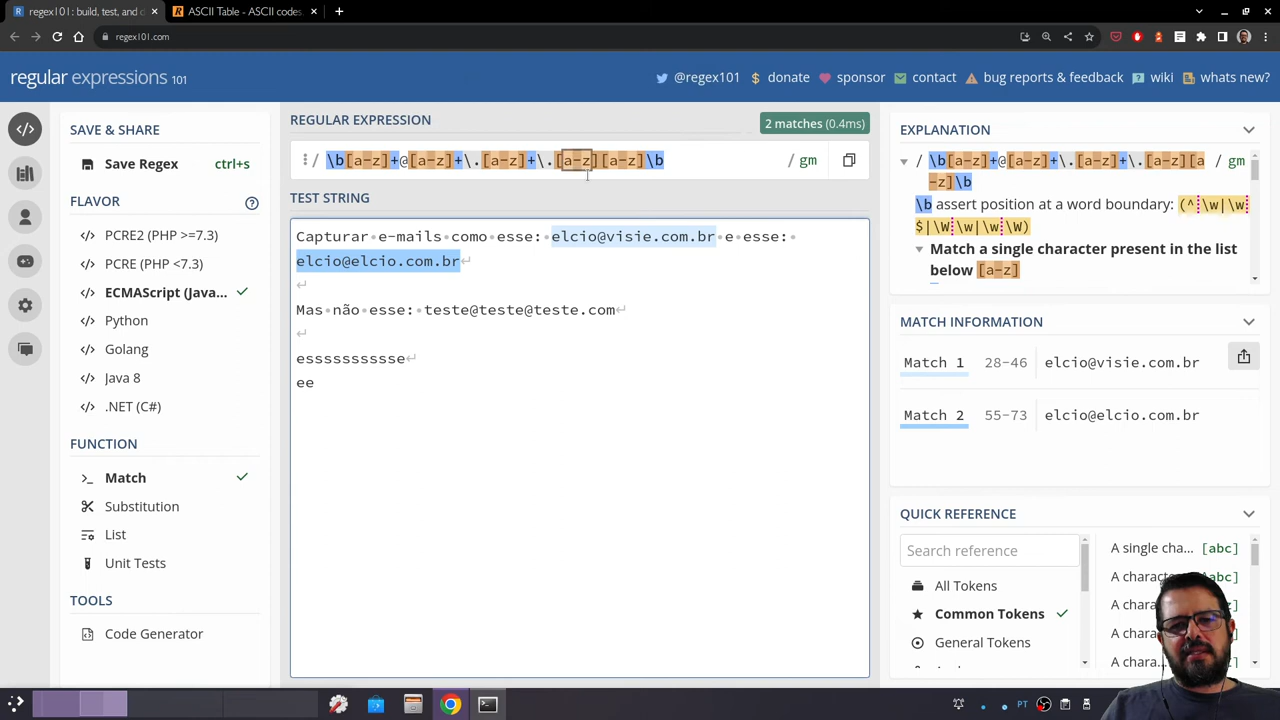 regex101: build, test, and d
ASCII Table - ASCII codes,
regex101.com
regular expressions 101
@regex101
donate
sponsor
contact
bug reports & feedback
wiki
whats new?
SAVE & SHARE
Save Regex
ctrl+s
FLAVOR
PCRE2 (PHP >=7.3)
PCRE (PHP <7.3)
ECMAScript (Java...
Python
Golang
Java 8
.NET (C#)
FUNCTION
Match
Substitution
List
Unit Tests
TOOLS
Code Generator
REGULAR EXPRESSION
2 matches (0.4ms)
/ \b[a-z]+@[a-z]+\.[a-z]+\.[a-z][a-z]\b / gm
TEST STRING
Capturar e-mails como esse: elcio@visie.com.br e esse:
elcio@elcio.com.br
Mas não esse: teste@teste@teste.com
esssssssssse
ee
EXPLANATION
/ \b[a-z]+@[a-z]+\.[a-z]+\.[a-z][a / gm
-z]\b
\b assert position at a word boundary: (^\w|\w
$|\W\w|\w\W)
Match a single character present in the list
below [a-z]
MATCH INFORMATION
Match 1 28-46 elcio@visie.com.br
Match 2 55-73 elcio@elcio.com.br
QUICK REFERENCE
Search reference
All Tokens
Common Tokens
General Tokens
A single cha... [abc]
A characte
A chara
A chara
A chara...
PT